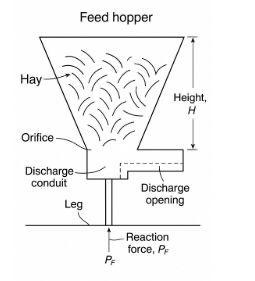 Feed hopper
Hay
Height,
H
Orifice
Discharge
conduit
Discharge
opening
Leg
Reaction
force, PF
PF